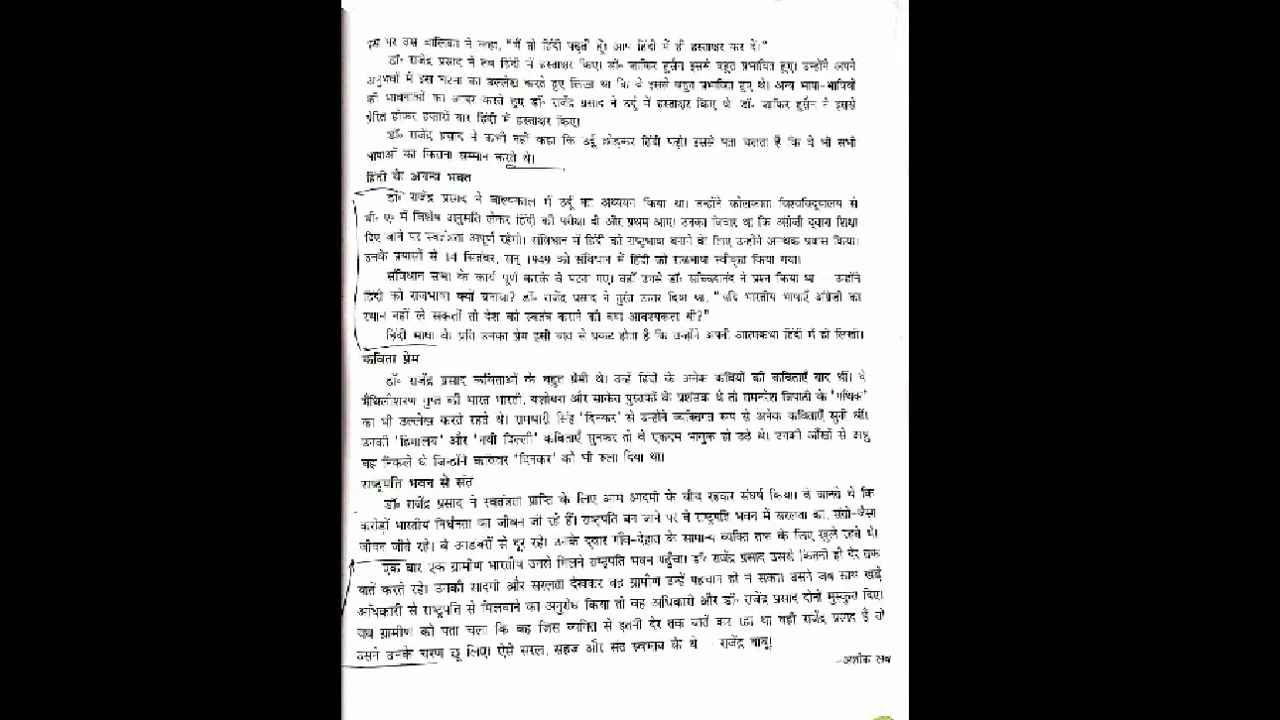 इस पर उस बालिका ने कहा, "मैं तो हिंदी पढ़ती हूँ। आप हिंदी में ही हस्ताक्षर कर दें।"
डॉ॰ राजेंद्र प्रसाद ने तब हिंदी में हस्ताक्षर किए। डॉ॰ जाकिर हुसैन इससे बहुत प्रभावित हुए। उन्होंने अपने
अनुभवों में इस घटना का उल्लेख करते हुए लिखा था कि वे इससे बहुत प्रभावित हुए थे। अन्य भाषा-भाषियों
की भावनाओं का आदर करते हुए डॉ॰ राजेंद्र प्रसाद ने उर्दू में हस्ताक्षर किए थे डॉ॰ जाकिर हुसैन ने इससे
प्रेरित होकर हजारों बार हिंदी में हस्ताक्षर किए।
डॉ॰ राजेंद्र प्रसाद ने कभी नहीं कहा कि उर्दू छोड़कर हिंदी पढ़ो। इससे पता चलता है कि वे भी सभी
भाषाओं का कितना सम्मान करते थे।
हिंदी के अनन्य भक्त
डॉ॰ राजेंद्र प्रसाद ने बाल्यकाल में उर्दू का अध्ययन किया था। उन्होंने कोलकाता विश्वविद्यालय से
बी॰ ए॰ में विशेष अनुमति लेकर हिंदी की परीक्षा दी और प्रथम आए। उनका विचार था कि अंग्रेजी द्वारा शिक्षा
दिए जाने पर स्वतंत्रता अपूर्ण रहेगी। संविधान में हिंदी को राष्ट्रभाषा बनाने के लिए उन्होंने अनथक प्रयास किया।
उनके प्रयासों से 14 सितंबर, सन् 1949 को संविधान में हिंदी को राजभाषा स्वीकृत किया गया।
संविधान सभा के कार्य पूर्ण करके वे पटना गए। वहाँ उनसे डॉ॰ सच्चिदानंद ने प्रश्न किया था - उन्होंने
हिंदी को राजभाषा क्यों बनाया? डॉ॰ राजेंद्र प्रसाद ने तुरंत उत्तर दिया था, "यदि भारतीय भाषाएँ अंग्रेजी का
स्थान नहीं ले सकतीं तो देश को स्वतंत्र कराने की क्या आवश्यकता थी?"
हिंदी भाषा के प्रति उनका प्रेम इसी बात से प्रकट होता है कि उन्होंने अपनी आत्मकथा हिंदी में ही लिखी।
कविता प्रेम
डॉ॰ राजेंद्र प्रसाद कविताओं के बहुत प्रेमी थे। उन्हें हिंदी के अनेक कवियों की कविताएँ याद थीं। वे
मैथिलीशरण गुप्त की भारत भारती, यशोधरा और साकेत पुस्तकों के प्रशंसक थे तो रामनरेश त्रिपाठी के 'पथिक'
का भी उल्लेख करते रहते थे। रामधारी सिंह 'दिनकर' से इन्होंने व्यक्तिगत रूप से अनेक कविताएँ सुनी थीं।
उनकी 'हिमालय' और 'नयी दिल्ली' कविताएँ सुनकर तो वे एकदम भावुक हो उठे थे। उनकी आँखों से अश्रु
बह निकले थे जिन्होंने कविवर 'दिनकर' को भी रुला दिया था।
राष्ट्रपति भवन से संत
डॉ॰ राजेंद्र प्रसाद ने स्वतंत्रता प्राप्ति के लिए आम आदमी के बीच रहकर संघर्ष किया। वे जानते थे कि
करोड़ों भारतीय निर्धनता का जीवन जी रहे हैं। राष्ट्रपति बन जाने पर वे राष्ट्रपति भवन में सरलता का, संतों-जैसा
जीवन जीते रहे। वे आडंबरों से दूर रहे। उनके द्वार गाँव-देहात के सामान्य व्यक्ति तक के लिए खुले रहते थे।
एक बार एक ग्रामीण भारतीय उनसे मिलने राष्ट्रपति भवन पहुँचा। डॉ॰ राजेंद्र प्रसाद उससे कितनी ही देर तक
बातें करते रहे। उनकी सादगी और सरलता देखकर वह ग्रामीण उन्हें पहचान ही न सका। उसने जब साथ खड़े
अधिकारी से राष्ट्रपति से मिलवाने का अनुरोध किया तो वह अधिकारी और डॉ॰ राजेंद्र प्रसाद दोनों मुस्कुरा दिए।
जब ग्रामीण को पता चला कि वह जिस व्यक्ति से इतनी देर तक बातें कर रहा था वही राजेंद्र प्रसाद हैं तो
उसने उनके चरण छू लिए। ऐसे सरल, सहज और संत स्वभाव के थे - राजेंद्र बाबू।
-अशोक लव